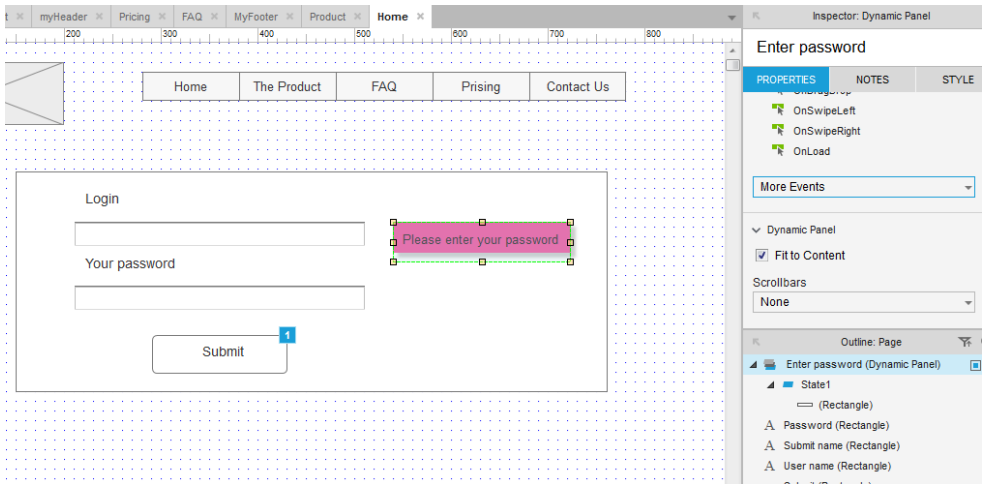 t myHeader Pricing FAQ MyFooter Product Home
200 300 400 500 600 700 800
Home The Product FAQ Prising Contact Us
Login
Please enter your password
Your password
Submit
1
Inspector: Dynamic Panel
Enter password
PROPERTIES NOTES STYLE
OnDragDrop
OnSwipeLeft
OnSwipeRight
OnLoad
More Events
Dynamic Panel
Fit to Content
Scrollbars
None
Outline: Page
Enter password (Dynamic Panel)
State1
(Rectangle)
Password (Rectangle)
Submit name (Rectangle)
User name (Rectangle)
Submit (Rectangle)